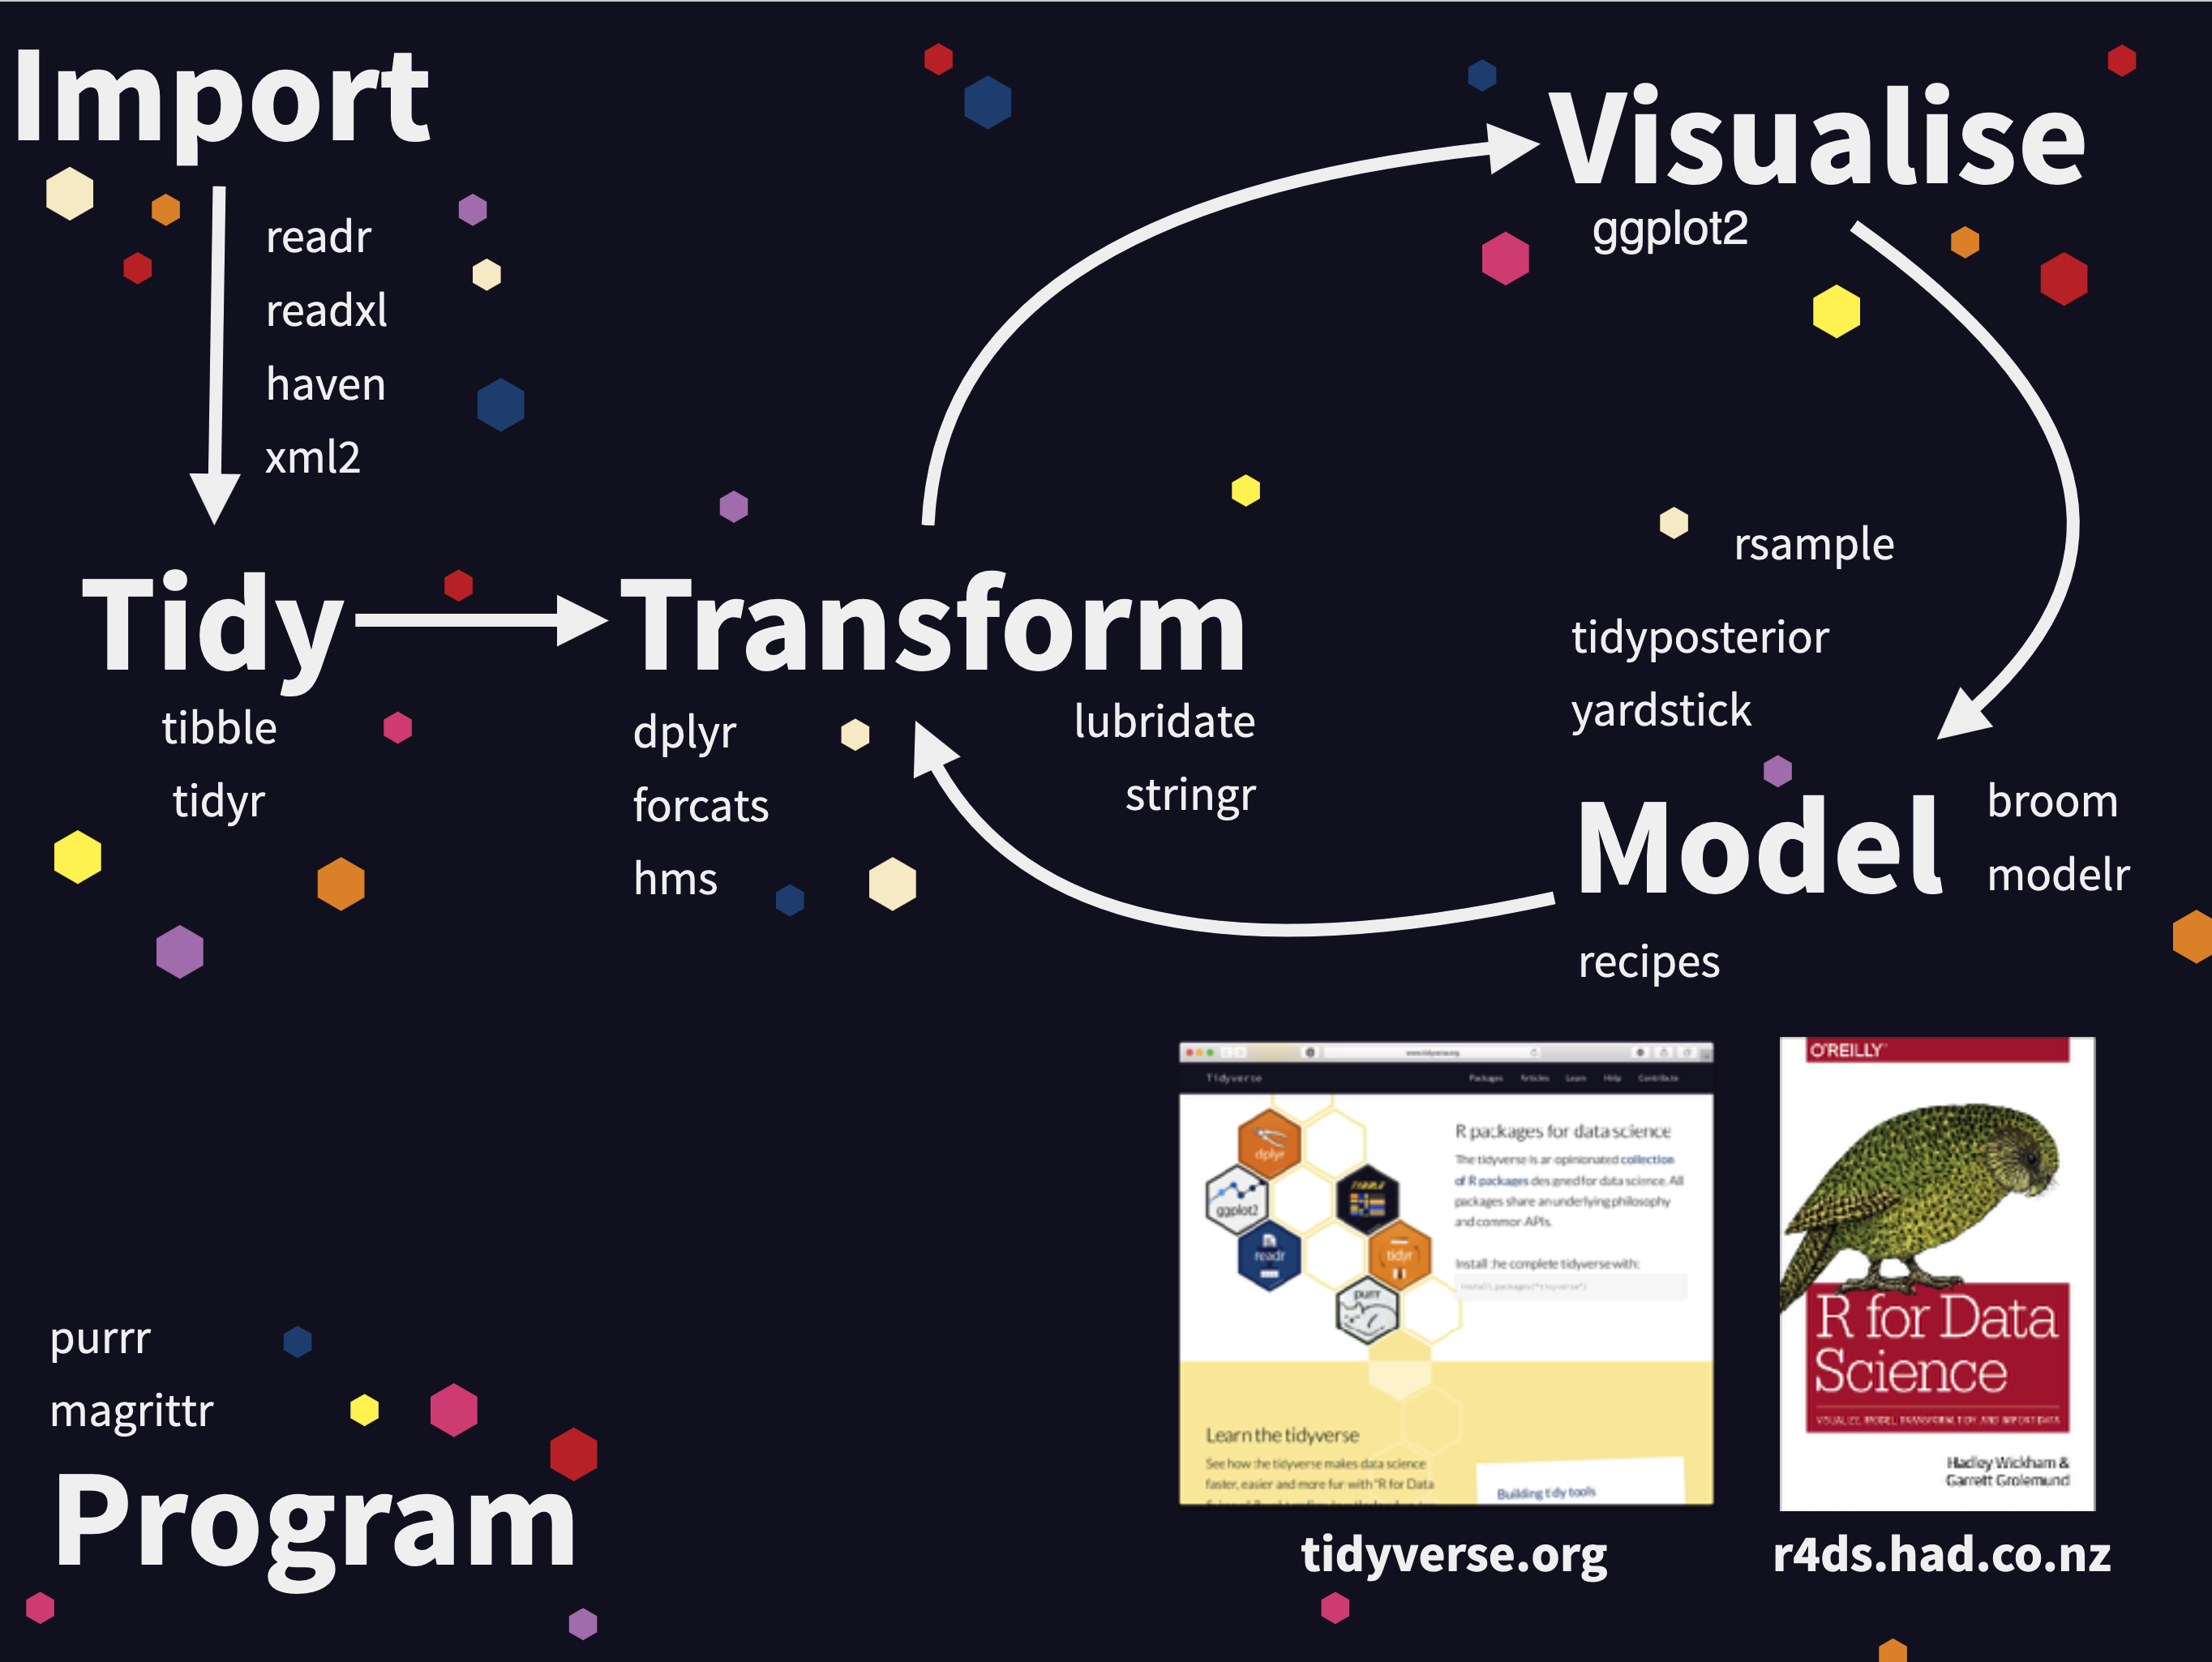 Import
readr
readxl
haven
xml2
Visualise
ggplot2
Tidy
tibble
tidyr
Transform
dplyr
forcats
hms
lubridate
stringr
rsample
tidyposterior
yardstick
Model
broom
modelr
recipes
purrr
magrittr
Program
www.tidyverse.org
Tidyverse
Packages Articles Learn Help Contribute
dplyr
ggplot2
TIBBLE
readr
tidyr
purrr
R packages for data science
The tidyverse is an opinionated collection
of R packages designed for data science. All
packages share an underlying philosophy
and common APIs.
Install the complete tidyverse with:
install.packages("tidyverse")
Learn the tidyverse
See how the tidyverse makes data science
faster, easier and more fun with "R for Data
Building tidy tools
tidyverse.org
O'REILLY
R for Data
Science
VISUALIZE, MODEL, TRANSFORM, TIDY, AND IMPORT DATA
Hadley Wickham &
Garrett Grolemund
r4ds.had.co.nz